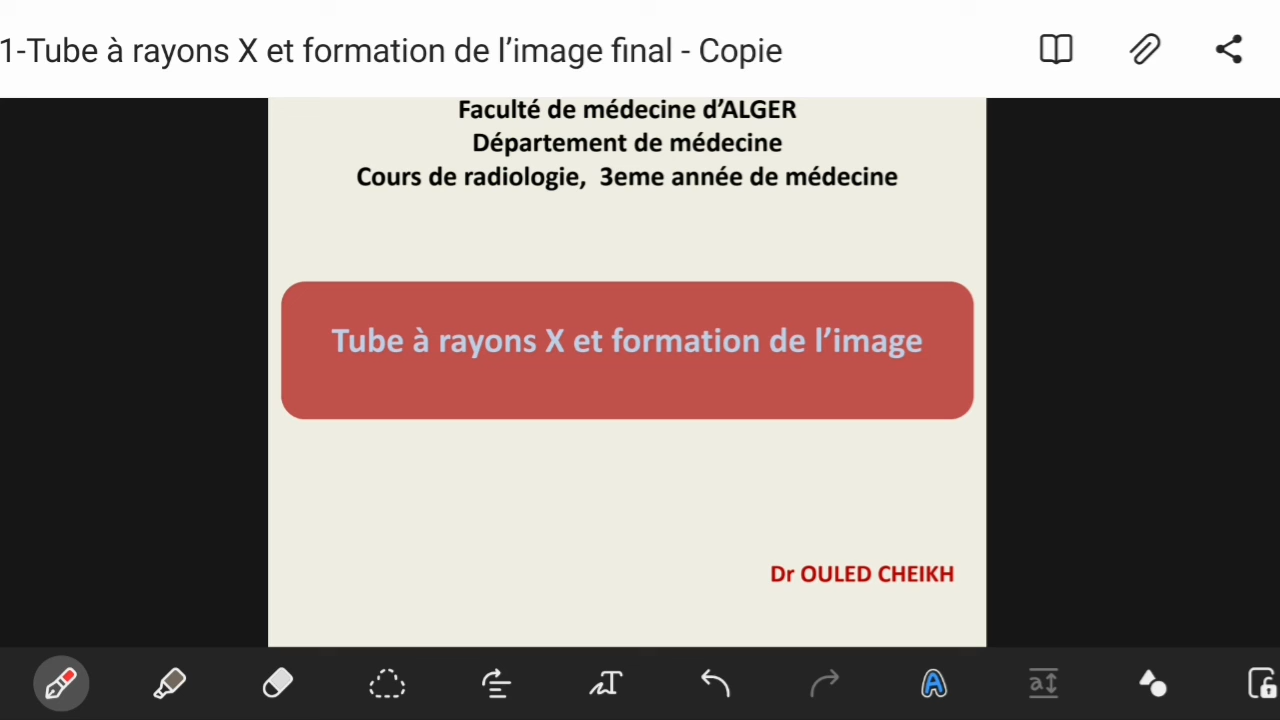 1-Tube à rayons X et formation de l’image final - Copie
Faculté de médecine d’ALGER
Département de médecine
Cours de radiologie,  3eme année de médecine
Tube à rayons X et formation de l’image
Dr OULED CHEIKH